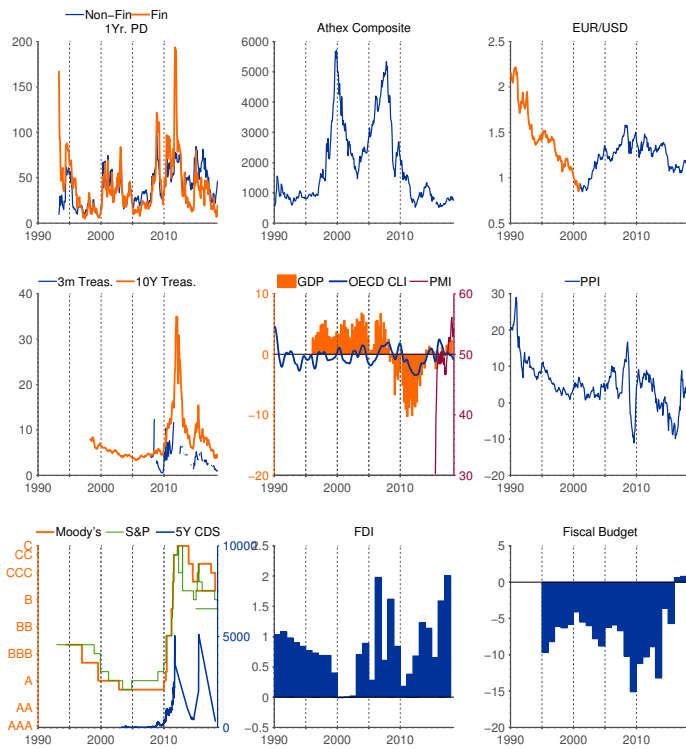 Non−Fin Fin
1Yr. PD
200
150
100
50
0
1990 2000 2010
Athex Composite
6000
5000
4000
3000
2000
1000
0
1990 2000 2010
EUR/USD
2.5
2
1.5
1
0.5
1990 2000 2010
3m Treas. 10Y Treas.
40
30
20
10
0
1990 2000 2010
GDP OECD CLI PMI
10 60
0 50
−10 40
−20 30
1990 2000 2010
PPI
30
20
10
0
−10
−20
1990 2000 2010
Moody's S&P 5Y CDS
C 10000
CC
CCC
B
BB 5000
BBB
A
AA
AAA 0
1990 2000 2010
FDI
2.5
2
1.5
1
0.5
0
−0.5
1990 2000 2010
Fiscal Budget
5
0
−5
−10
−15
−20
1990 2000 2010